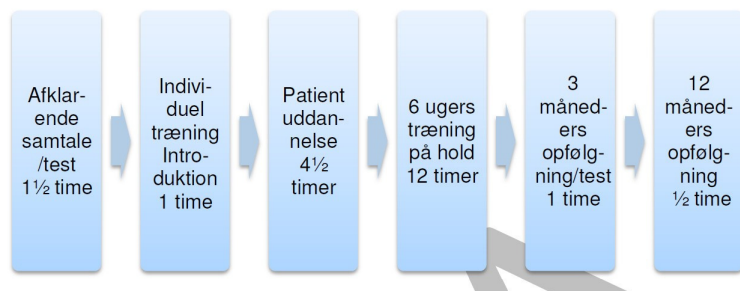 Afklar-
ende
samtale
/test
1½ time
Indivi-
duel
træning
Intro-
duktion
1 time
Patient
uddan-
nelse
4½
timer
6 ugers
træning
på hold
12 timer
3
måned-
ers
opfølg-
ning/test
1 time
12
måned-
ers
opfølg-
ning
½ time